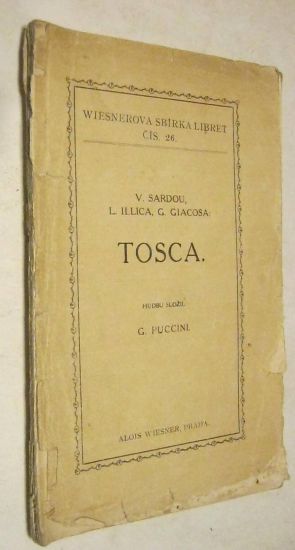 WIESNEROVA SBÍRKA LIBRET
ČÍS. 26.
V. SARDOU,
L. ILLICA, G. GIACOSA:
TOSCA.
HUDBU SLOŽIL
G. PUCCINI.
ALOIS WIESNER, PRAHA.